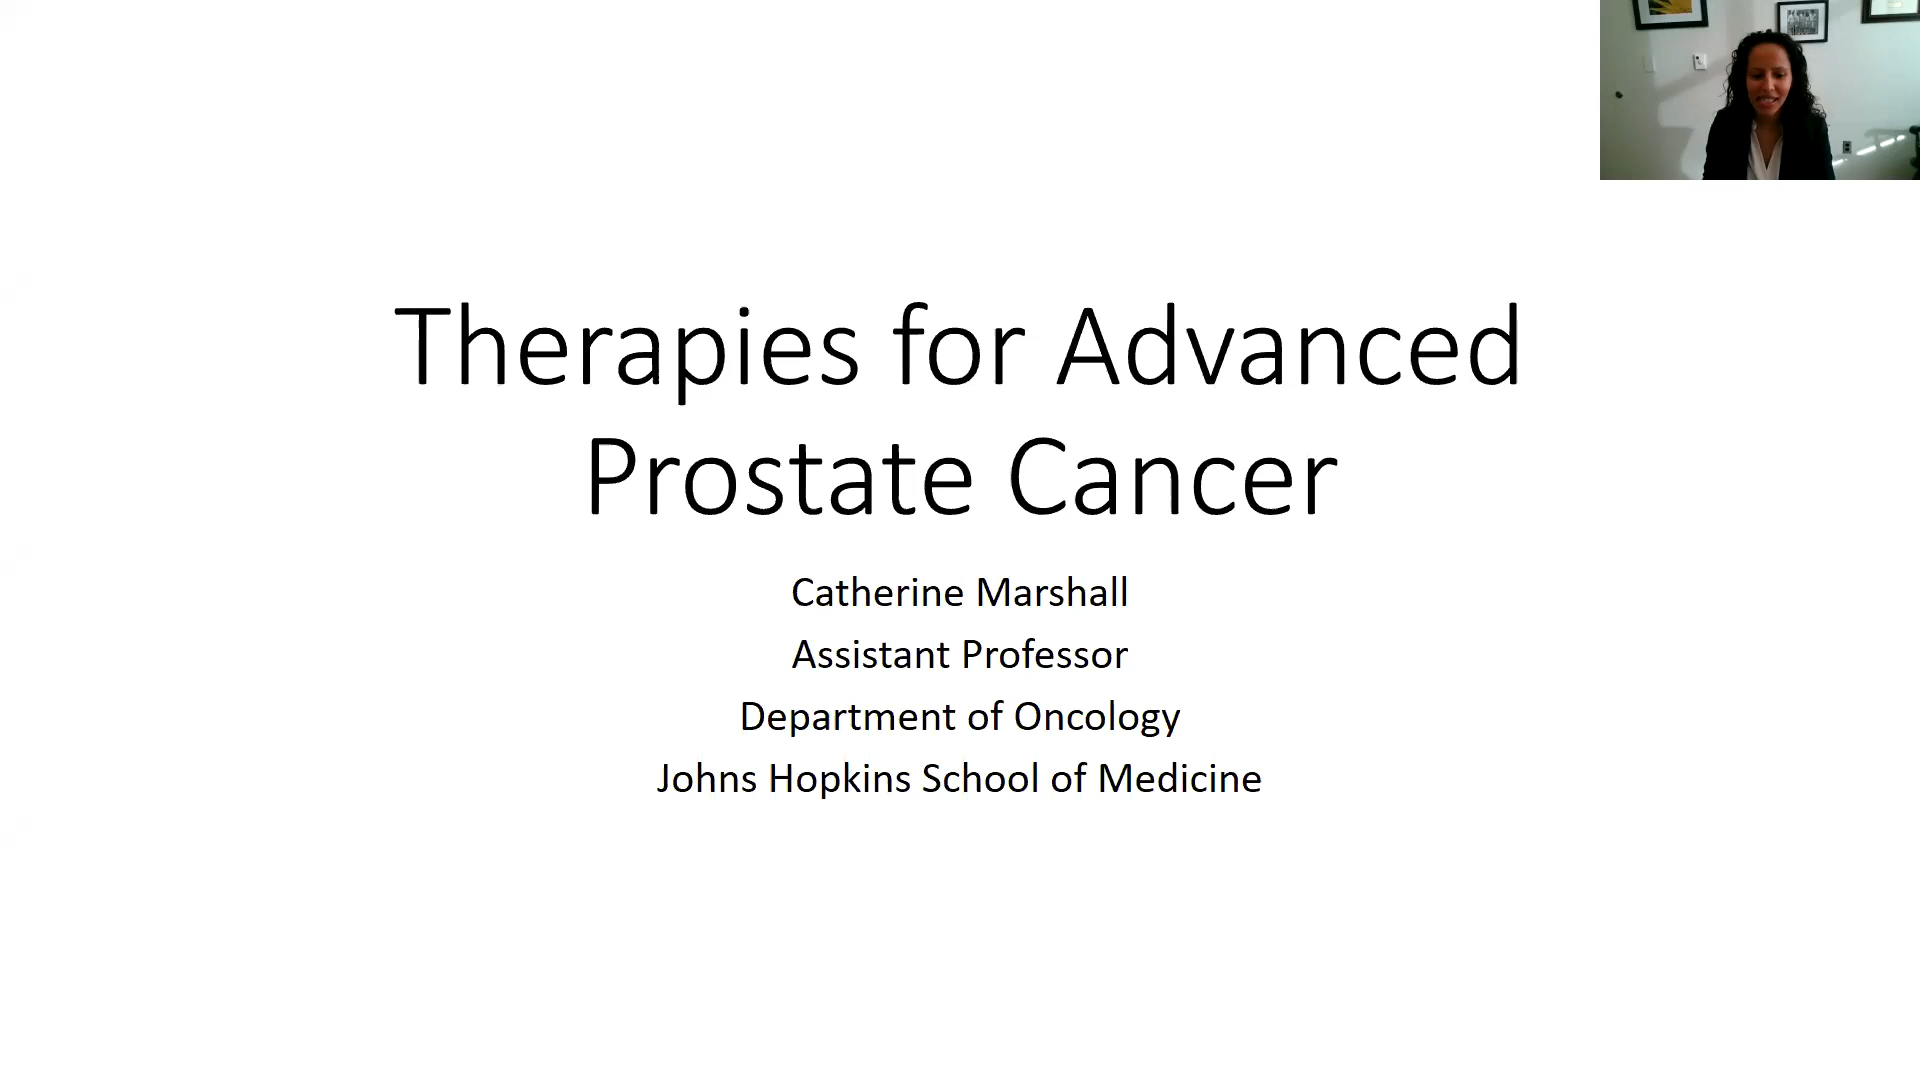 Therapies for Advanced
Prostate Cancer
Catherine Marshall
Assistant Professor
Department of Oncology
Johns Hopkins School of Medicine